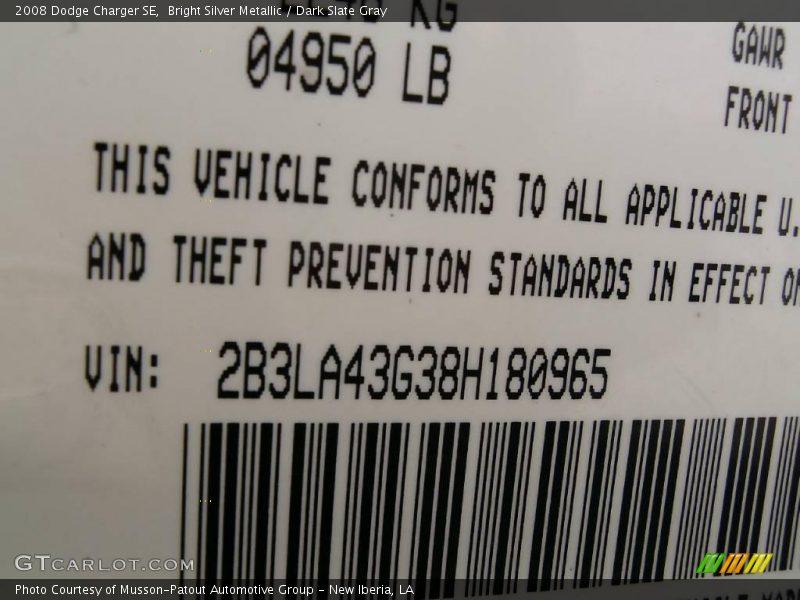 2008 Dodge Charger SE, Bright Silver Metallic / Dark Slate Gray
KG
04950 LB
GAWR
FRONT
THIS VEHICLE CONFORMS TO ALL APPLICABLE U.
AND THEFT PREVENTION STANDARDS IN EFFECT
VIN: 2B3LA43G38H180965
GTCARLOT.COM
Photo Courtesy of Musson-Patout Automotive Group - New Iberia, LA